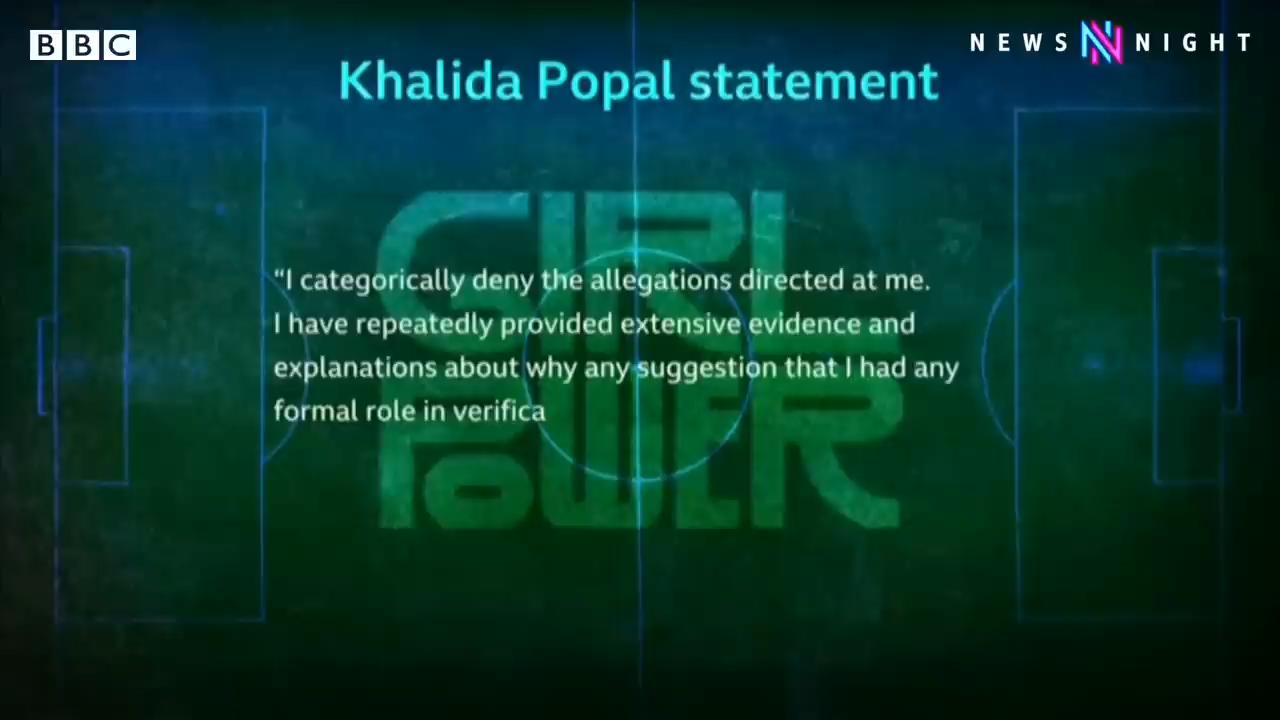 BBC
NEWS N NIGHT
Khalida Popal statement
GIRL
POWER
“I categorically deny the allegations directed at me.
I have repeatedly provided extensive evidence and
explanations about why any suggestion that I had any
formal role in verifica